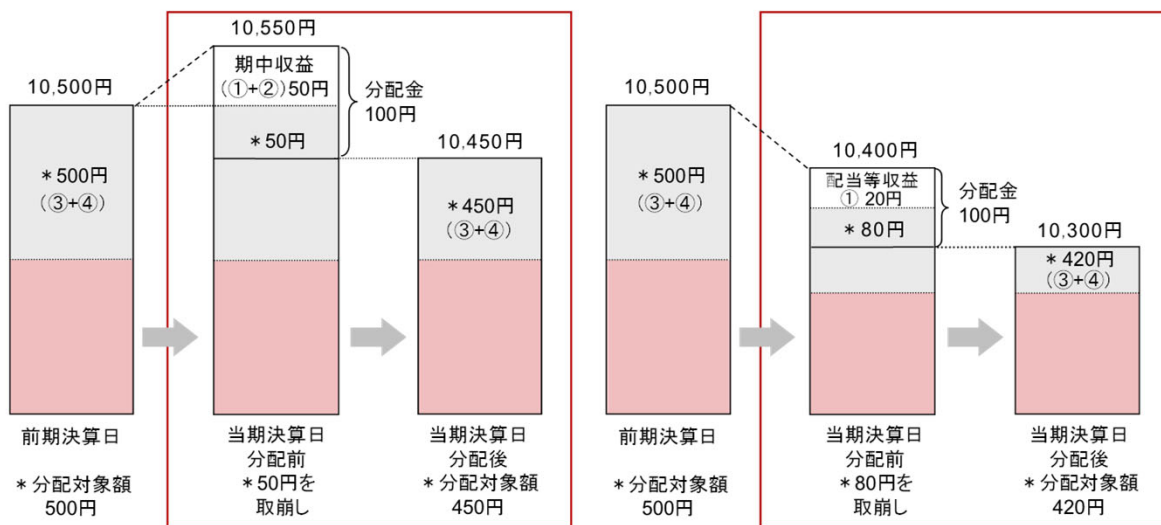 10,500円
＊500円
(③+④)
前期決算日
＊分配対象額
500円
10,550円
期中収益
(①+②)50円
＊50円
分配金
100円
当期決算日
分配前
＊50円を
取崩し
10,450円
＊450円
(③+④)
当期決算日
分配後
＊分配対象額
450円
10,500円
＊500円
(③+④)
前期決算日
＊分配対象額
500円
10,400円
配当等収益
① 20円
＊80円
分配金
100円
当期決算日
分配前
＊80円を
取崩し
10,300円
＊420円
(③+④)
当期決算日
分配後
＊分配対象額
420円